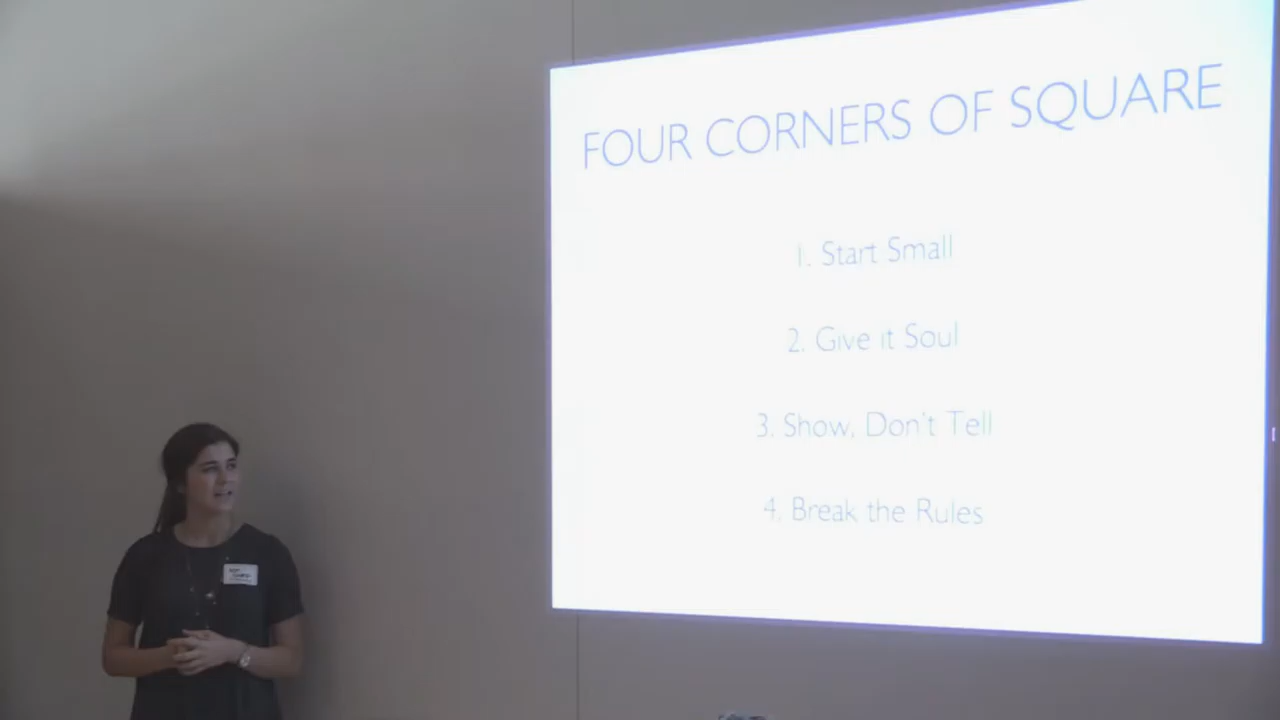 FOUR CORNERS OF SQUARE
1. Start Small
2. Give it Soul
3. Show, Don't Tell
4. Break the Rules